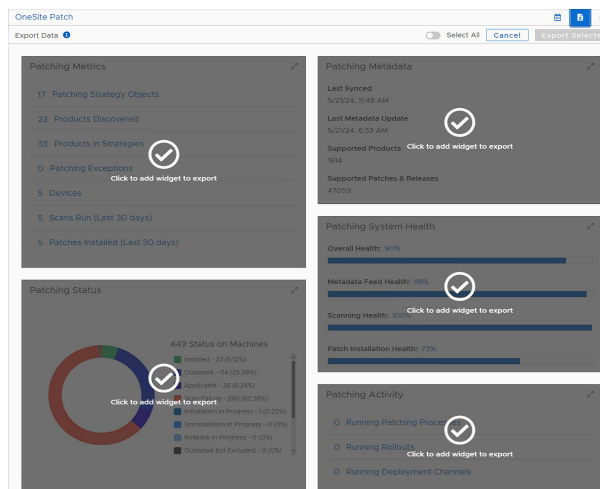 OneSite Patch
Export Data
Select All Cancel Export Selecte
Patching Metrics
17 Patching Strategy Objects
23 Products Discovered
33 Products in Strategies
0 Patching Exceptions
Click to add widget to export
5 Devices
5 Scans Run (Last 30 days)
5 Patches Installed (Last 30 days)
Patching Metadata
Last Synced
5/21/24, 11:48 AM
Last Metadata Update
5/21/24, 6:53 AM
Supported Products
Click to add widget to export
1614
Supported Patches & Releases
47059
Patching System Health
Overall Health: 90%
Metadata Feed Health: 98%
Click to add widget to export
Scanning Health: 100%
Patch Installation Health: 73%
Patching Status
449 Status on Machines
Installed - 23 (5.12%)
Outdated - 114 (25.39%)
Applicable - 28 (6.24%)
Scan Failure - 280 (62.36%)
Click to add widget to export
Installation in Progress - 1 (0.22%)
Uninstallation in Progress - 0 (0%)
Rollback in Progress - 0 (0%)
Outdated but Excluded - 0 (0%)
Patching Activity
0 Running Patching Processes
0 Running Rollouts
Click to add widget to export
0 Running Deployment Channels